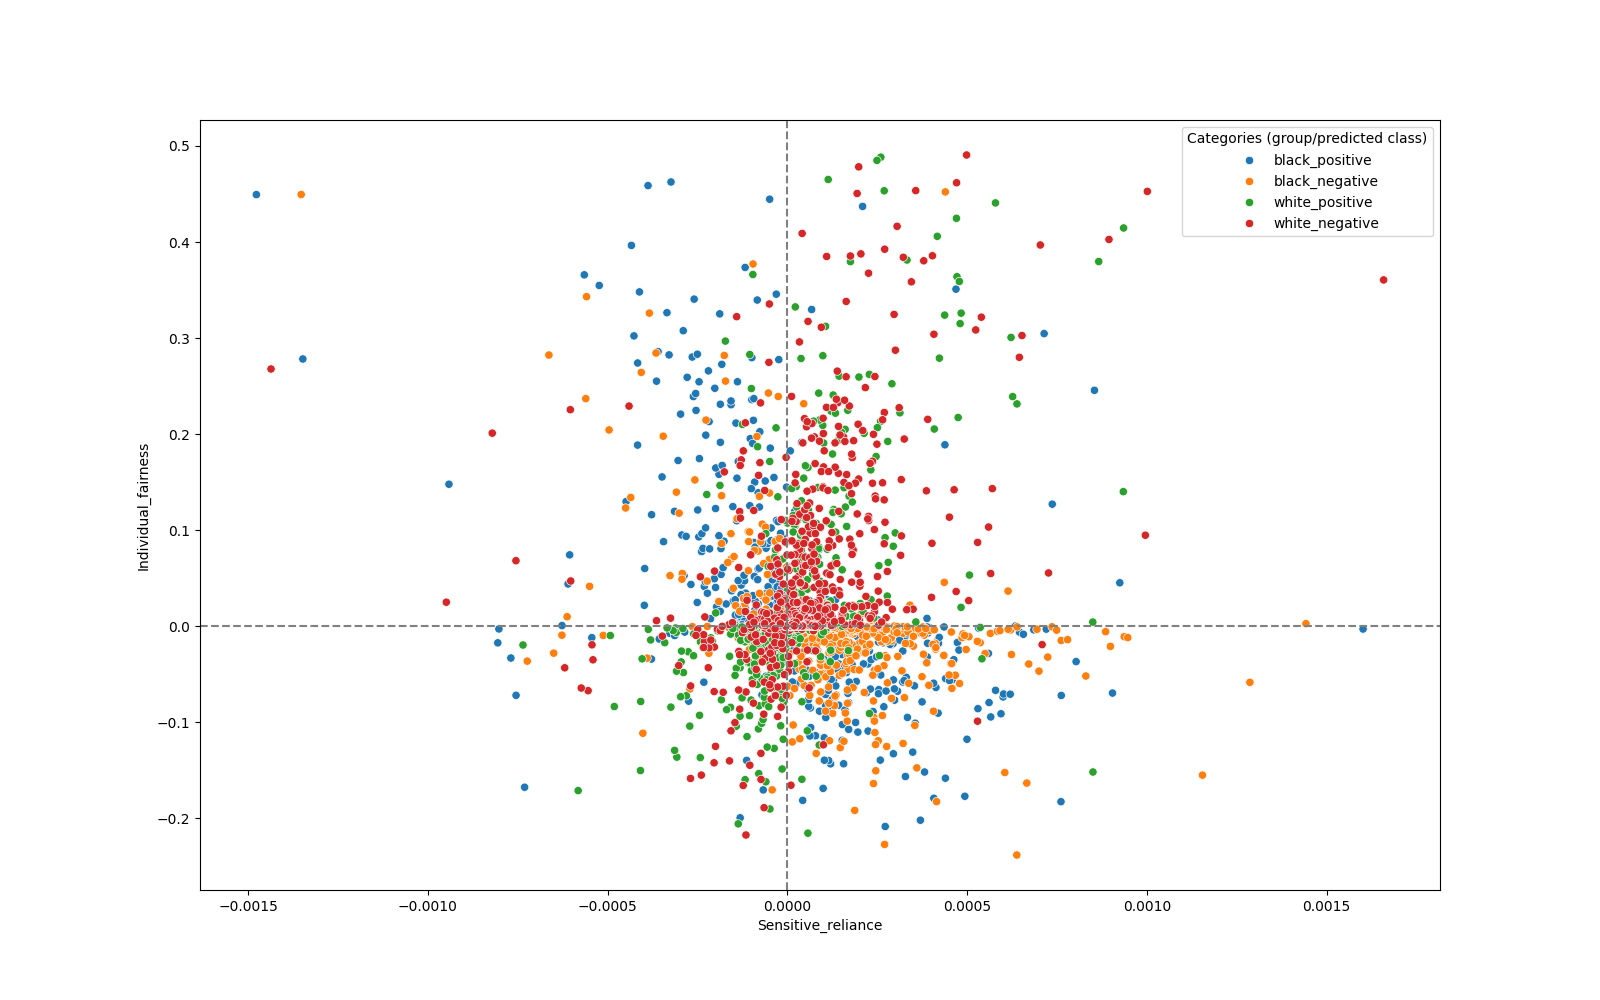 Categories (group/predicted class)
black_positive
black_negative
white_positive
white_negative
Individual_fairness
0.5
0.4
0.3
0.2
0.1
0.0
−0.1
−0.2
−0.0015
−0.0010
−0.0005
0.0000
0.0005
0.0010
0.0015
Sensitive_reliance